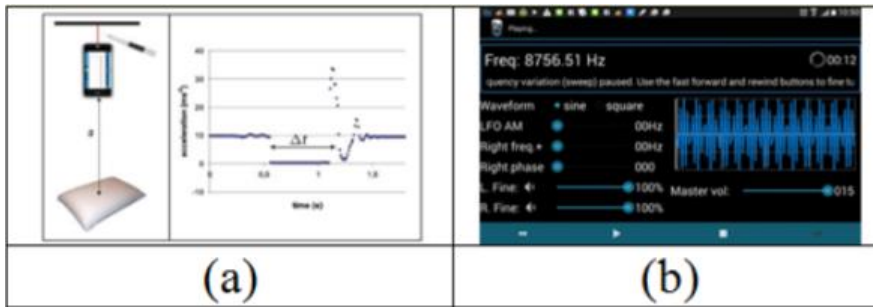 acceleration (ms⁻²)
40
30
20
10
0
-10
Δt
0
0,5
1
1,5
time (s)
(a)
10:50
Playing...
Freq: 8756.51 Hz
00:12
quency variation (sweep) paused. Use the fast forward and rewind buttons to fine tu
Waveform sine square
LFO AM 00Hz
Right freq.+ 00Hz
Right phase 000
L. Fine: 100% Master vol: 015
R. Fine: 100%
(b)